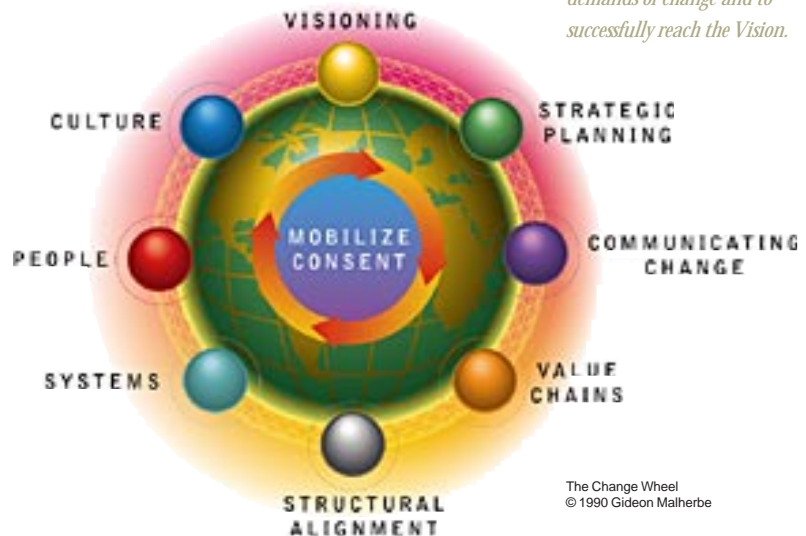 demands of change and to
successfully reach the Vision.
VISIONING
CULTURE
STRATEGIC
PLANNING
PEOPLE
MOBILIZE
CONSENT
COMMUNICATING
CHANGE
SYSTEMS
VALUE
CHAINS
STRUCTURAL
ALIGNMENT
The Change Wheel
© 1990 Gideon Malherbe